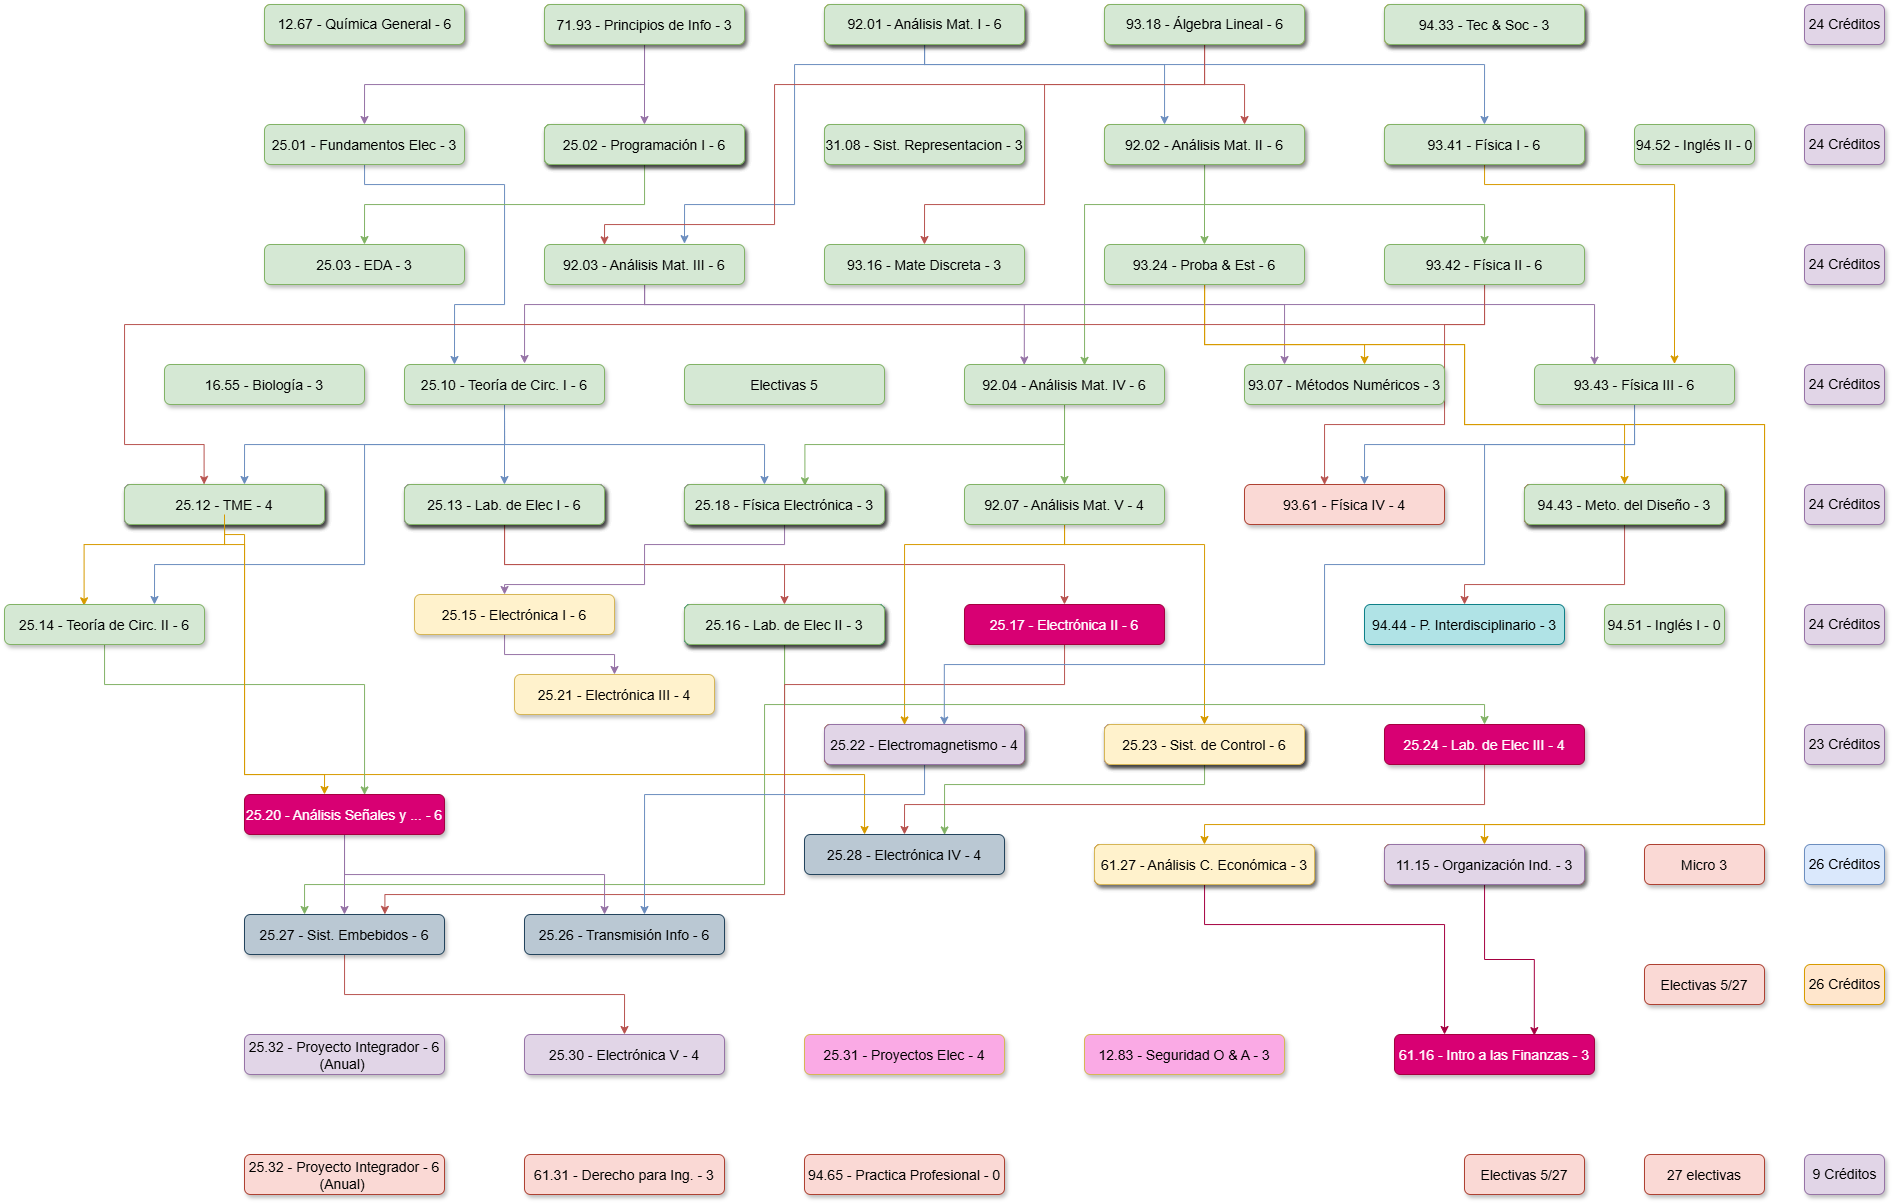 12.67 - Química General - 6
71.93 - Principios de Info - 3
92.01 - Análisis Mat. I - 6
93.18 - Álgebra Lineal - 6
94.33 - Tec & Soc - 3
24 Créditos
25.01 - Fundamentos Elec - 3
25.02 - Programación I - 6
31.08 - Sist. Representacion - 3
92.02 - Análisis Mat. II - 6
93.41 - Física I - 6
94.52 - Inglés II - 0
24 Créditos
25.03 - EDA - 3
92.03 - Análisis Mat. III - 6
93.16 - Mate Discreta - 3
93.24 - Proba & Est - 6
93.42 - Física II - 6
24 Créditos
16.55 - Biología - 3
25.10 - Teoría de Circ. I - 6
Electivas 5
92.04 - Análisis Mat. IV - 6
93.07 - Métodos Numéricos - 3
93.43 - Física III - 6
24 Créditos
25.12 - TME - 4
25.13 - Lab. de Elec I - 6
25.18 - Física Electrónica - 3
92.07 - Análisis Mat. V - 4
93.61 - Física IV - 4
94.43 - Meto. del Diseño - 3
24 Créditos
25.14 - Teoría de Circ. II - 6
25.15 - Electrónica I - 6
25.16 - Lab. de Elec II - 3
25.17 - Electrónica II - 6
94.44 - P. Interdisciplinario - 3
94.51 - Inglés I - 0
24 Créditos
25.21 - Electrónica III - 4
25.22 - Electromagnetismo - 4
25.23 - Sist. de Control - 6
25.24 - Lab. de Elec III - 4
23 Créditos
25.20 - Análisis Señales y ... - 6
25.28 - Electrónica IV - 4
61.27 - Análisis C. Económica - 3
11.15 - Organización Ind. - 3
Micro 3
26 Créditos
25.27 - Sist. Embebidos - 6
25.26 - Transmisión Info - 6
Electivas 5/27
26 Créditos
25.32 - Proyecto Integrador - 6
(Anual)
25.30 - Electrónica V - 4
25.31 - Proyectos Elec - 4
12.83 - Seguridad O & A - 3
61.16 - Intro a las Finanzas - 3
25.32 - Proyecto Integrador - 6
(Anual)
61.31 - Derecho para Ing. - 3
94.65 - Practica Profesional - 0
Electivas 5/27
27 electivas
9 Créditos